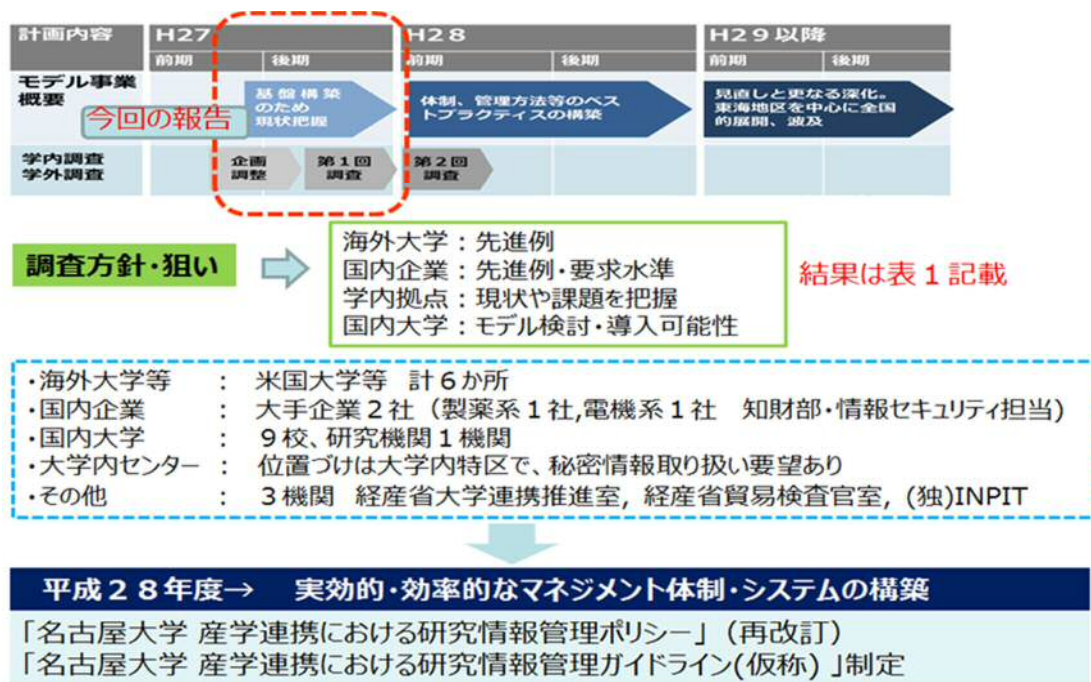 計画内容 H27 H28 H29以降
前期 後期 前期 後期 前期 後期
モデル事業
概要
今回の報告
基盤構築
のため
現状把握
体制、管理方法等のベス
トプラクティスの構築
見直しと更なる深化。
東海地区を中心に全国
的展開、波及
学内調査
学外調査
企画
調整
第1回
調査
第2回
調査
調査方針・狙い
海外大学：先進例
国内企業：先進例・要求水準
学内拠点：現状や課題を把握
国内大学：モデル検討・導入可能性
結果は表１記載
・海外大学等 ： 米国大学等 計６か所
・国内企業 ： 大手企業２社（製薬系１社,電機系１社 知財部・情報セキュリティ担当)
・国内大学 ： ９校、研究機関１機関
・大学内センター ： 位置づけは大学内特区で、秘密情報取り扱い要望あり
・その他 ： ３機関 経産省大学連携推進室, 経産省貿易検査官室, (独)INPIT
平成２８年度→ 実効的・効率的なマネジメント体制・システムの構築
「名古屋大学 産学連携における研究情報管理ポリシー」(再改訂)
「名古屋大学 産学連携における研究情報管理ガイドライン(仮称) 」制定